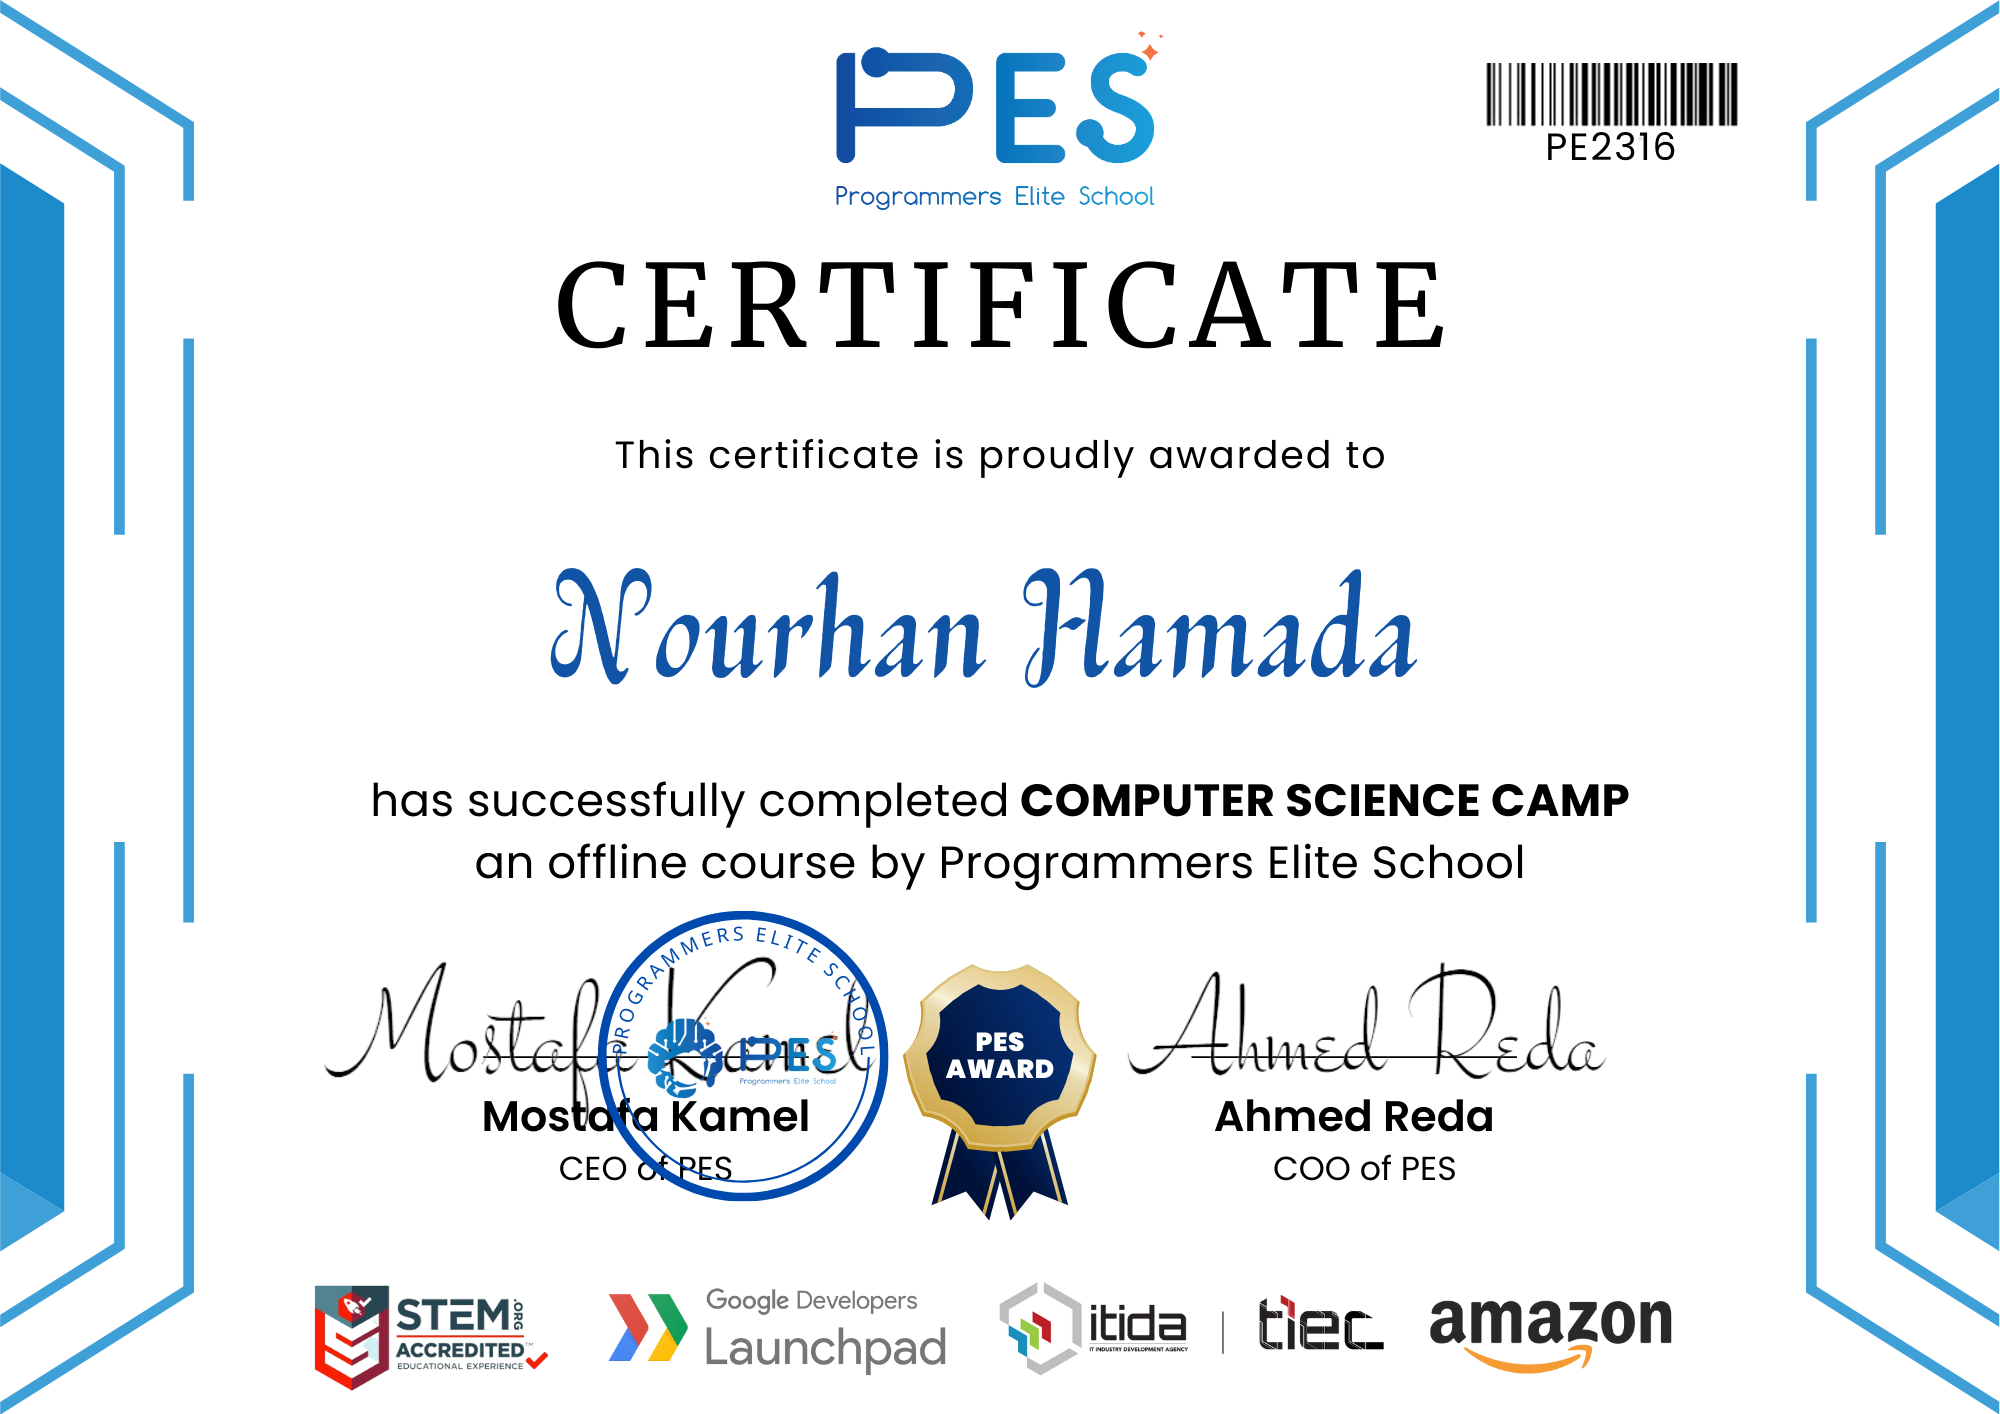 PES
Programmers Elite School
PE2316
CERTIFICATE
This certificate is proudly awarded to
Nourhan Hamada
has successfully completed COMPUTER SCIENCE CAMP
an offline course by Programmers Elite School
Mostafa Kamel
PROGRAMMERS ELITE SCHOOL
PES
Programmers Elite School
PES
AWARD
Ahmed Reda
Mostafa Kamel
Ahmed Reda
CEO of PES
COO of PES
STEM.ORG
ACCREDITED™
EDUCATIONAL EXPERIENCE
Google Developers
Launchpad
itida
IT INDUSTRY DEVELOPMENT AGENCY
tiec
amazon